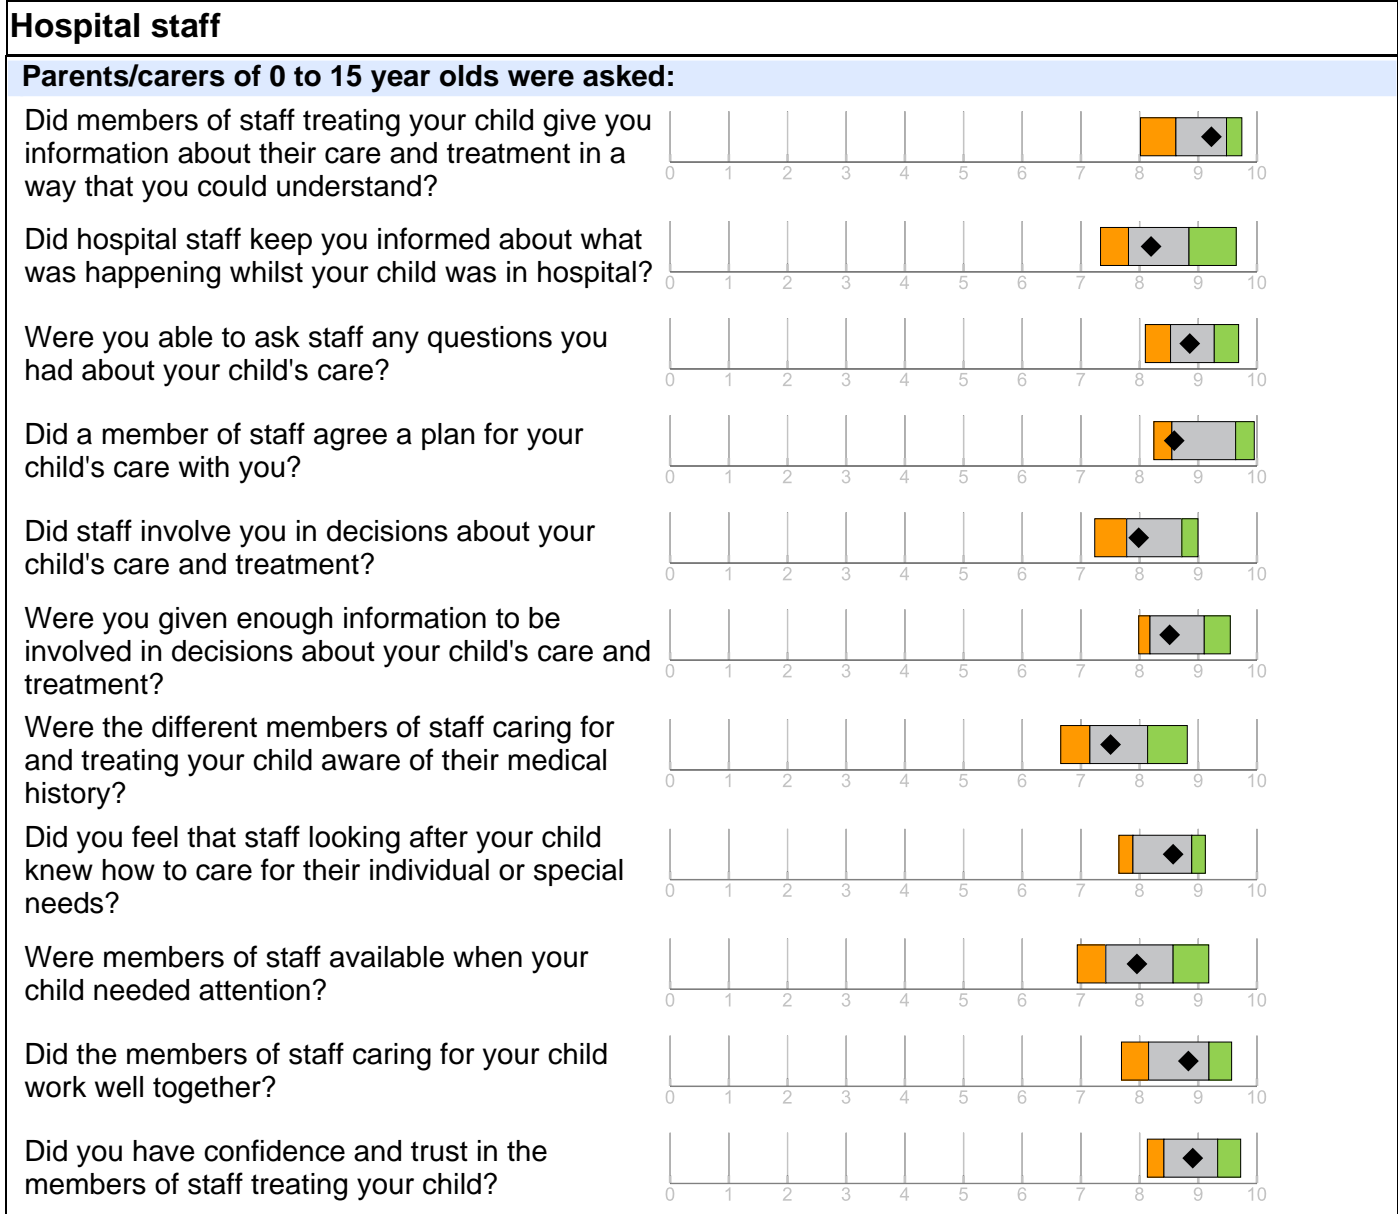 Hospital staff
Parents/carers of 0 to 15 year olds were asked:
Did members of staff treating your child give you
information about their care and treatment in a
way that you could understand?
0 1 2 3 4 5 6 7 8 9 10
Did hospital staff keep you informed about what
was happening whilst your child was in hospital?
0 1 2 3 4 5 6 7 8 9 10
Were you able to ask staff any questions you
had about your child's care?
0 1 2 3 4 5 6 7 8 9 10
Did a member of staff agree a plan for your
child's care with you?
0 1 2 3 4 5 6 7 8 9 10
Did staff involve you in decisions about your
child's care and treatment?
0 1 2 3 4 5 6 7 8 9 10
Were you given enough information to be
involved in decisions about your child's care and
treatment?
0 1 2 3 4 5 6 7 8 9 10
Were the different members of staff caring for
and treating your child aware of their medical
history?
0 1 2 3 4 5 6 7 8 9 10
Did you feel that staff looking after your child
knew how to care for their individual or special
needs?
0 1 2 3 4 5 6 7 8 9 10
Were members of staff available when your
child needed attention?
0 1 2 3 4 5 6 7 8 9 10
Did the members of staff caring for your child
work well together?
0 1 2 3 4 5 6 7 8 9 10
Did you have confidence and trust in the
members of staff treating your child?
0 1 2 3 4 5 6 7 8 9 10